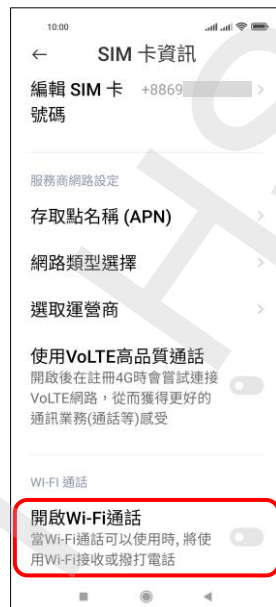 10:00
SIM 卡資訊
編輯 SIM 卡 +8869
號碼
服務商網路設定
存取點名稱 (APN)
網路類型選擇
選取運營商
使用VoLTE高品質通話
開啟後在註冊4G時會嘗試連接
VoLTE網路，從而獲得更好的
通訊業務(通話等)感受
WI-FI 通話
開啟Wi-Fi通話
當Wi-Fi通話可以使用時, 將使
用Wi-Fi接收或撥打電話